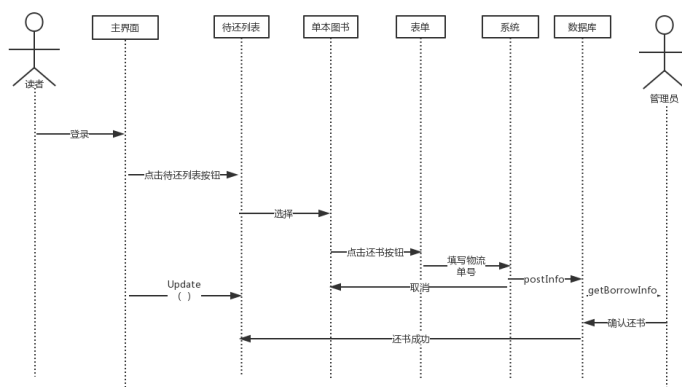 主界面
待还列表
单本图书
表单
系统
数据库
读者
管理员
登录
点击待还列表按钮
选择
点击还书按钮
填写物流
单号
postInfo
取消
Update
( )
getBorrowInfo
确认还书
还书成功